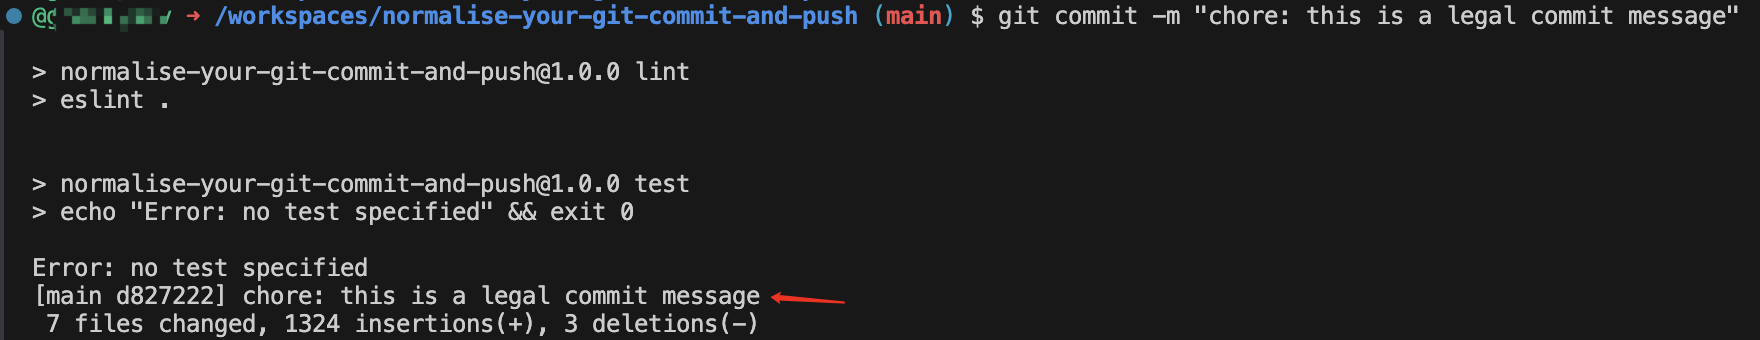 ➜ /workspaces/normalise-your-git-commit-and-push (main) $ git commit -m "chore: this is a legal commit message"
> normalise-your-git-commit-and-push@1.0.0 lint
> eslint .
> normalise-your-git-commit-and-push@1.0.0 test
> echo "Error: no test specified" && exit 0
Error: no test specified
[main d827222] chore: this is a legal commit message
7 files changed, 1324 insertions(+), 3 deletions(-)